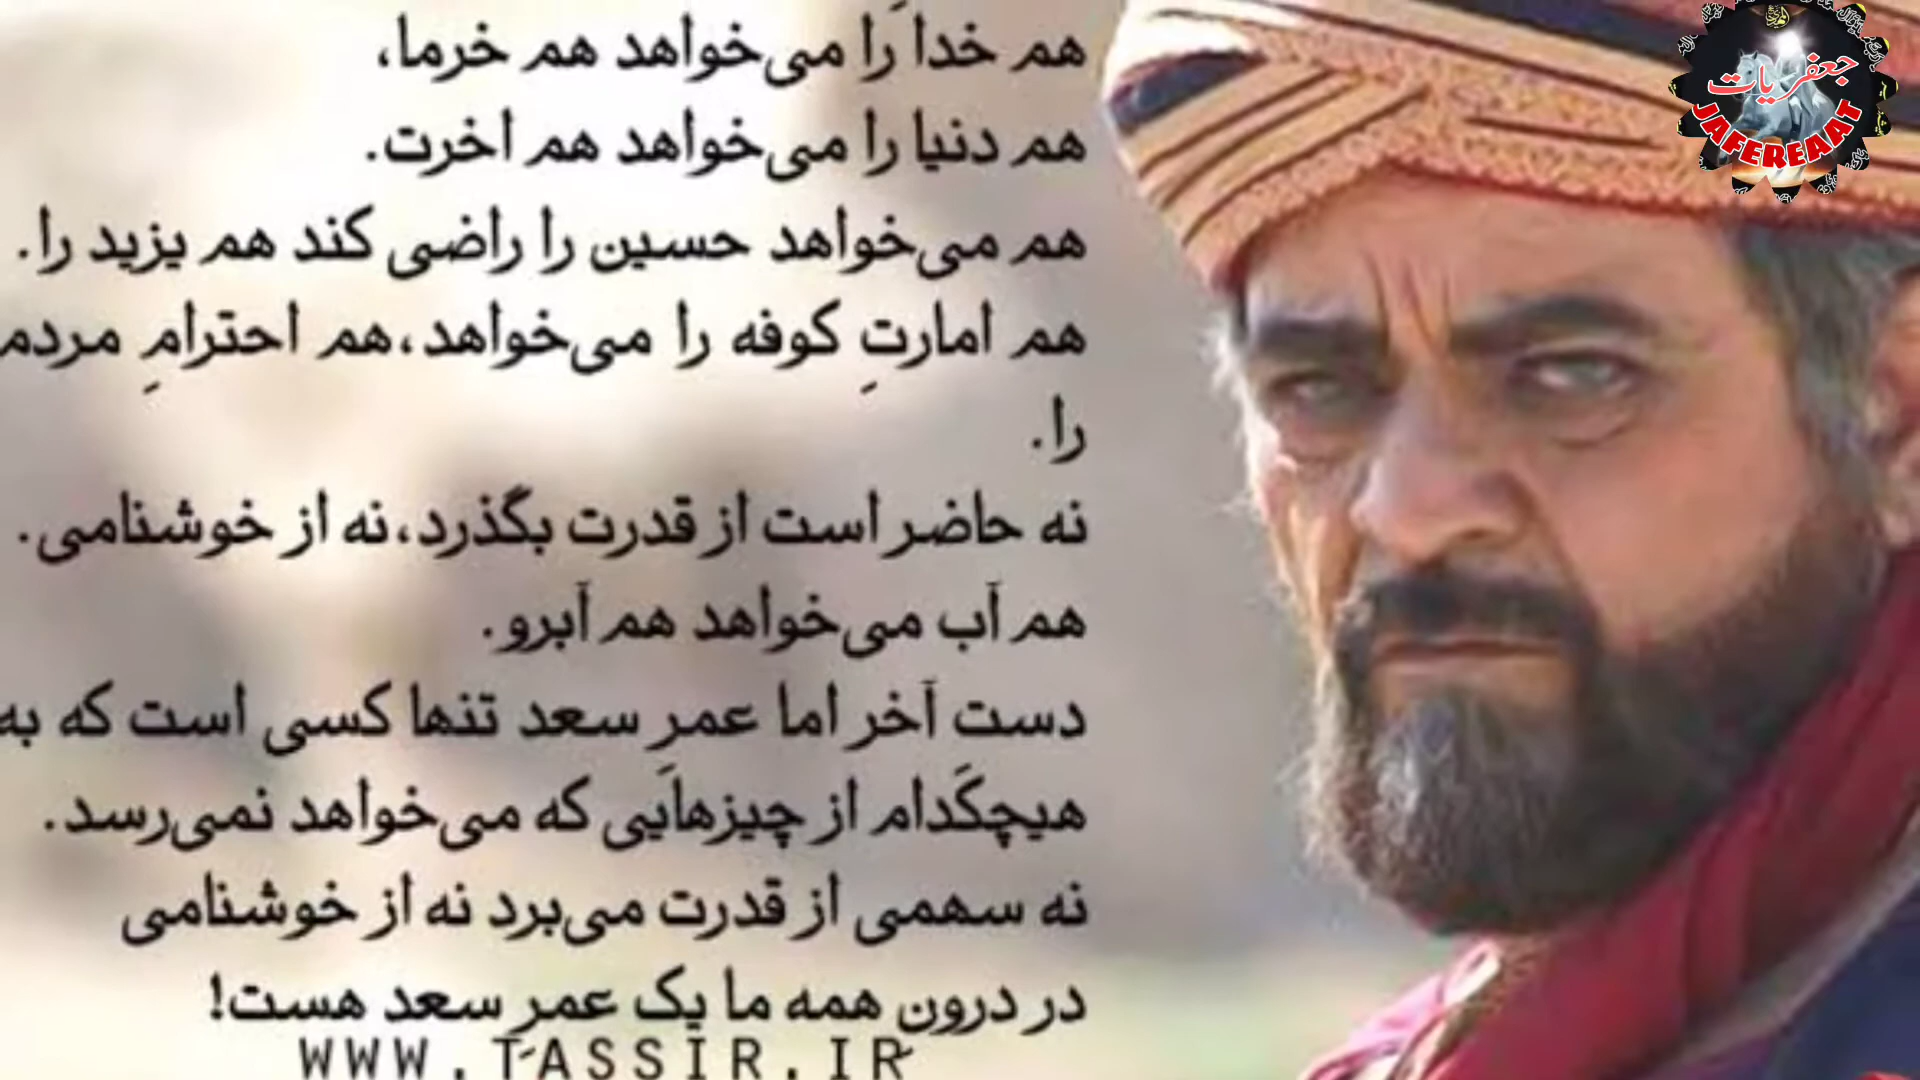 هم خدا را می‌خواهد هم خرما،
هم دنیا را می‌خواهد هم اخرت.
هم می‌خواهد حسین را راضی کند هم یزید را.
هم امارتِ کوفه را می‌خواهد، هم احترامِ مردم
را.
نه حاضر است از قدرت بگذرد، نه از خوشنامی.
هم آب می‌خواهد هم آبرو.
دست آخر اما عمرِ سعد تنها کسی است که به
هیچکدام از چیزهایی که می‌خواهد نمی‌رسد.
نه سهمی از قدرت می‌برد نه از خوشنامی
در درون همه ما یک عمرِ سعد هست!
WWW.TASSIR.IR
جعفریات
JAFEREAAT